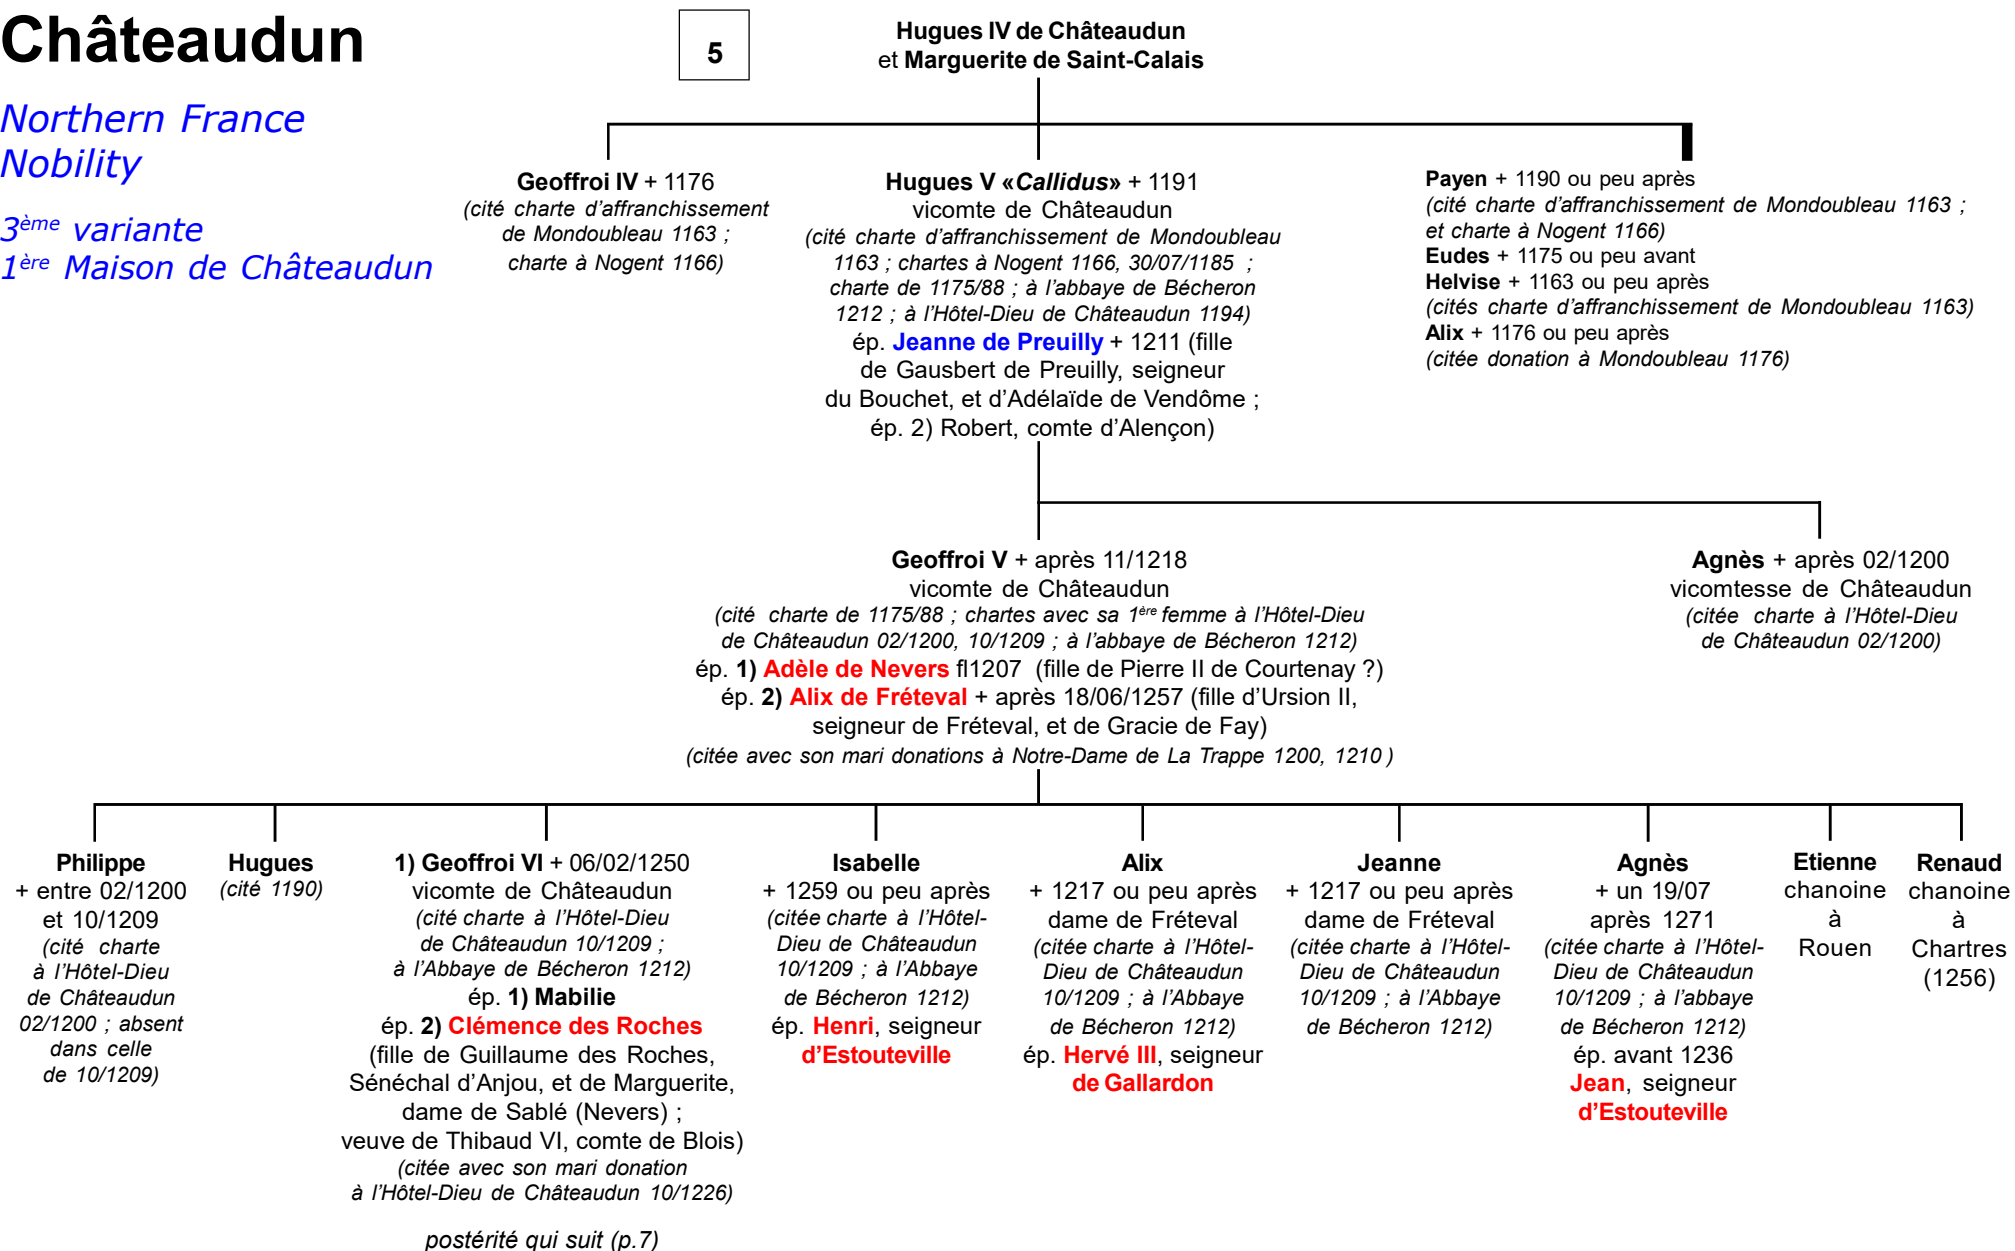 Châteaudun
Northern France
Nobility
3ème variante
1ère Maison de Châteaudun
5
Hugues IV de Châteaudun
et Marguerite de Saint-Calais
Geoffroi IV + 1176
(cité charte d'affranchissement
de Mondoubleau 1163 ;
charte à Nogent 1166)
Hugues V «Callidus» + 1191
vicomte de Châteaudun
(cité charte d'affranchissement de Mondoubleau
1163 ; chartes à Nogent 1166, 30/07/1185 ;
charte de 1175/88 ; à l'abbaye de Bécheron
1212 ; à l'Hôtel-Dieu de Châteaudun 1194)
ép. Jeanne de Preuilly + 1211 (fille
de Gausbert de Preuilly, seigneur
du Bouchet, et d'Adélaïde de Vendôme ;
ép. 2) Robert, comte d'Alençon)
Payen + 1190 ou peu après
(cité charte d'affranchissement de Mondoubleau 1163 ;
et charte à Nogent 1166)
Eudes + 1175 ou peu avant
Helvise + 1163 ou peu après
(cités charte d'affranchissement de Mondoubleau 1163)
Alix + 1176 ou peu après
(citée donation à Mondoubleau 1176)
Geoffroi V + après 11/1218
vicomte de Châteaudun
(cité charte de 1175/88 ; chartes avec sa 1ère femme à l'Hôtel-Dieu
de Châteaudun 02/1200, 10/1209 ; à l'abbaye de Bécheron 1212)
ép. 1) Adèle de Nevers fl1207 (fille de Pierre II de Courtenay ?)
ép. 2) Alix de Fréteval + après 18/06/1257 (fille d'Ursion II,
seigneur de Fréteval, et de Gracie de Fay)
(citée avec son mari donations à Notre-Dame de La Trappe 1200, 1210 )
Agnès + après 02/1200
vicomtesse de Châteaudun
(citée charte à l'Hôtel-Dieu
de Châteaudun 02/1200)
Philippe
+ entre 02/1200
et 10/1209
(cité charte
à l'Hôtel-Dieu
de Châteaudun
02/1200 ; absent
dans celle
de 10/1209)
Hugues
(cité 1190)
1) Geoffroi VI + 06/02/1250
vicomte de Châteaudun
(cité charte à l'Hôtel-Dieu
de Châteaudun 10/1209 ;
à l'Abbaye de Bécheron 1212)
ép. 1) Mabilie
ép. 2) Clémence des Roches
(fille de Guillaume des Roches,
Sénéchal d'Anjou, et de Marguerite,
dame de Sablé (Nevers) ;
veuve de Thibaud VI, comte de Blois)
(citée avec son mari donation
à l'Hôtel-Dieu de Châteaudun 10/1226)
postérité qui suit (p.7)
Isabelle
+ 1259 ou peu après
(citée charte à l'Hôtel-
Dieu de Châteaudun
10/1209 ; à l'Abbaye
de Bécheron 1212)
ép. Henri, seigneur
d'Estouteville
Alix
+ 1217 ou peu après
dame de Fréteval
(citée charte à l'Hôtel-
Dieu de Châteaudun
10/1209 ; à l'Abbaye
de Bécheron 1212)
ép. Hervé III, seigneur
de Gallardon
Jeanne
+ 1217 ou peu après
dame de Fréteval
(citée charte à l'Hôtel-
Dieu de Châteaudun
10/1209 ; à l'Abbaye
de Bécheron 1212)
Agnès
+ un 19/07
après 1271
(citée charte à l'Hôtel-
Dieu de Châteaudun
10/1209 ; à l'abbaye
de Bécheron 1212)
ép. avant 1236
Jean, seigneur
d'Estouteville
Etienne
chanoine
à
Rouen
Renaud
chanoine
à
Chartres
(1256)